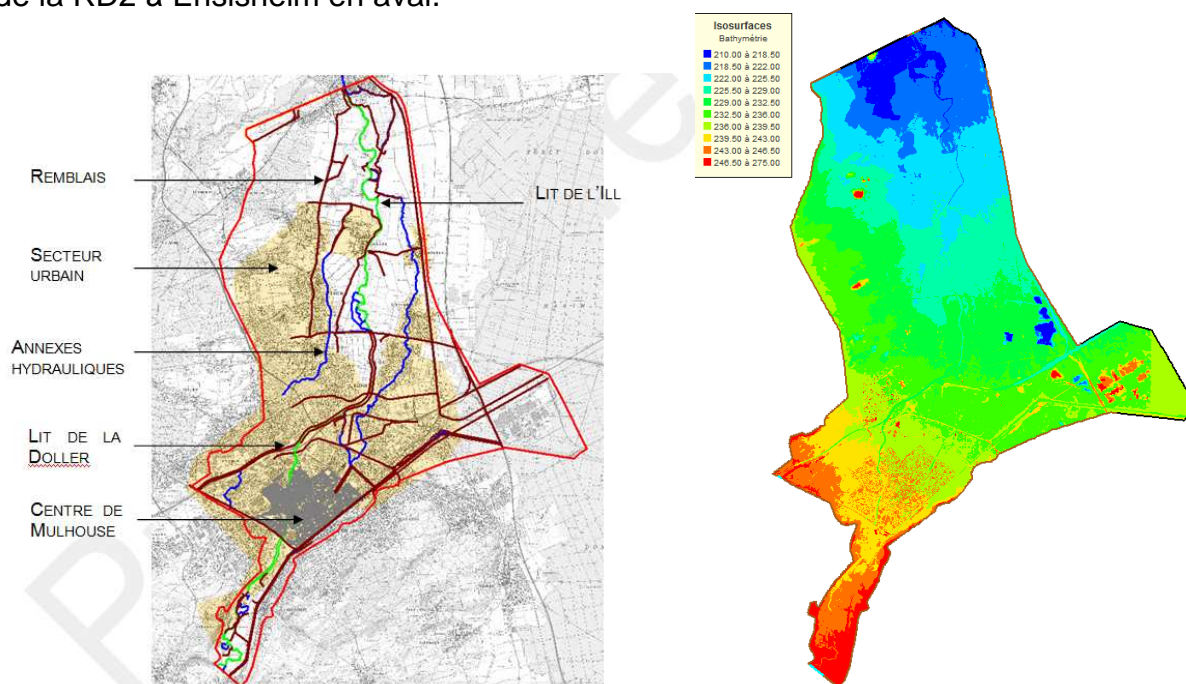 de la RD2 à Ensisheim en aval.
REMBLAIS
LIT DE L'ILL
SECTEUR
URBAIN
ANNEXES
HYDRAULIQUES
LIT DE LA
DOLLER
CENTRE DE
MULHOUSE
Isosurfaces
Bathymétrie
210.00 à 218.50
218.50 à 222.00
222.00 à 225.50
225.50 à 229.00
229.00 à 232.50
232.50 à 236.00
236.00 à 239.50
239.50 à 243.00
243.00 à 246.50
246.50 à 275.00